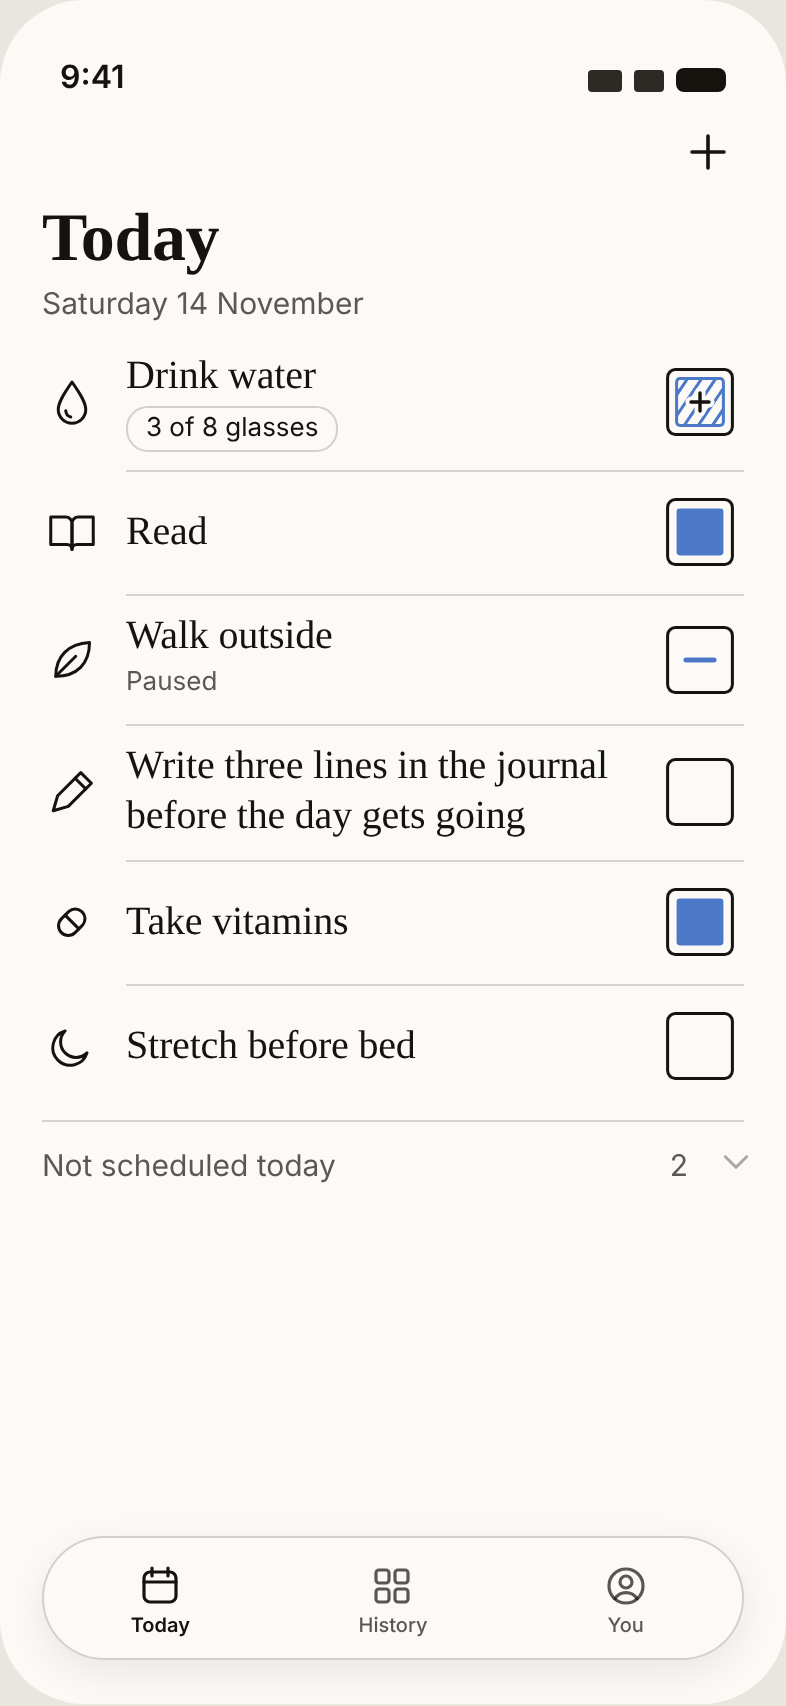 9:41
Today
Saturday 14 November
Drink water
3 of 8 glasses
Read
Walk outside
Paused
Write three lines in the journal
before the day gets going
Take vitamins
Stretch before bed
Not scheduled today 2
Today History You